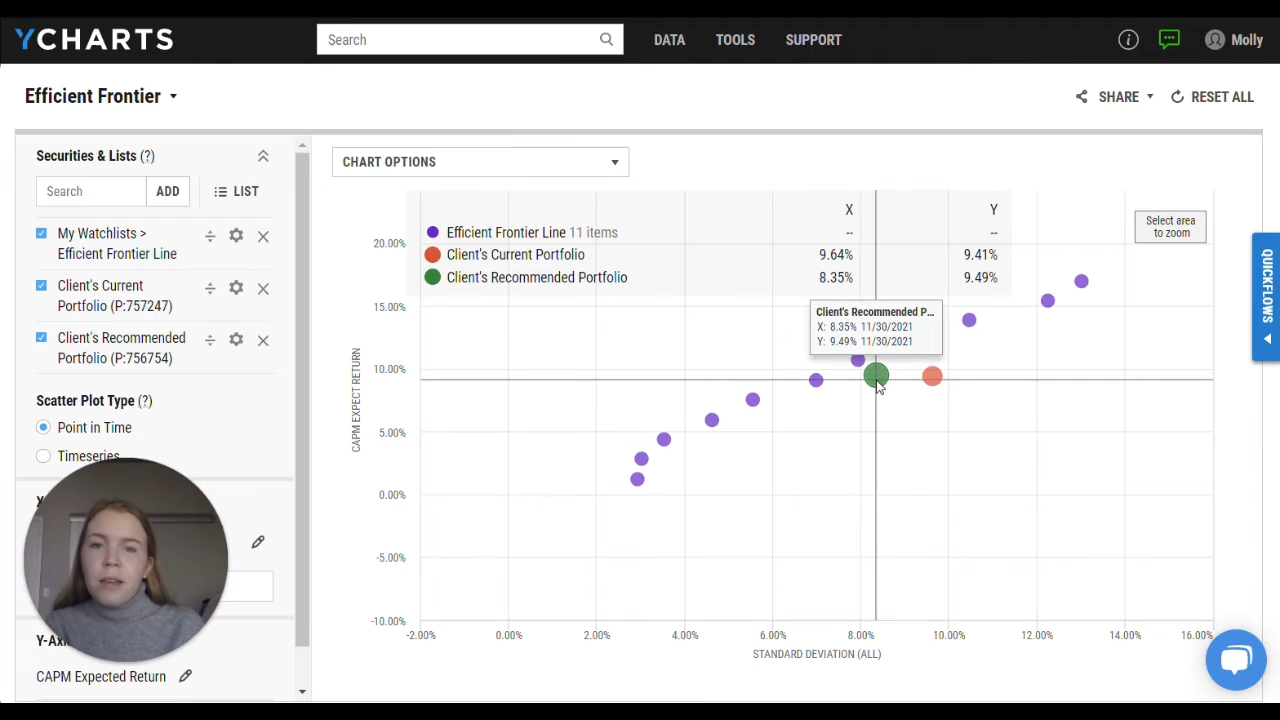 YCHARTS
Search
DATA
TOOLS
SUPPORT
Molly
Efficient Frontier
SHARE
RESET ALL
Securities & Lists (?)
Search
ADD
LIST
My Watchlists >
Efficient Frontier Line
Client's Current
Portfolio (P:757247)
Client's Recommended
Portfolio (P:756754)
Scatter Plot Type (?)
Point in Time
Timeseries
CAPM Expected Return
CHART OPTIONS
X Y
Efficient Frontier Line 11 items -- --
Client's Current Portfolio 9.64% 9.41%
Client's Recommended Portfolio 8.35% 9.49%
Select area
to zoom
Client's Recommended P...
X: 8.35% 11/30/2021
Y: 9.49% 11/30/2021
20.00%
15.00%
10.00%
5.00%
0.00%
-5.00%
-10.00%
CAPM EXPECT RETURN
-2.00% 0.00% 2.00% 4.00% 6.00% 8.00% 10.00% 12.00% 14.00% 16.00%
STANDARD DEVIATION (ALL)
QUICKFLOWS